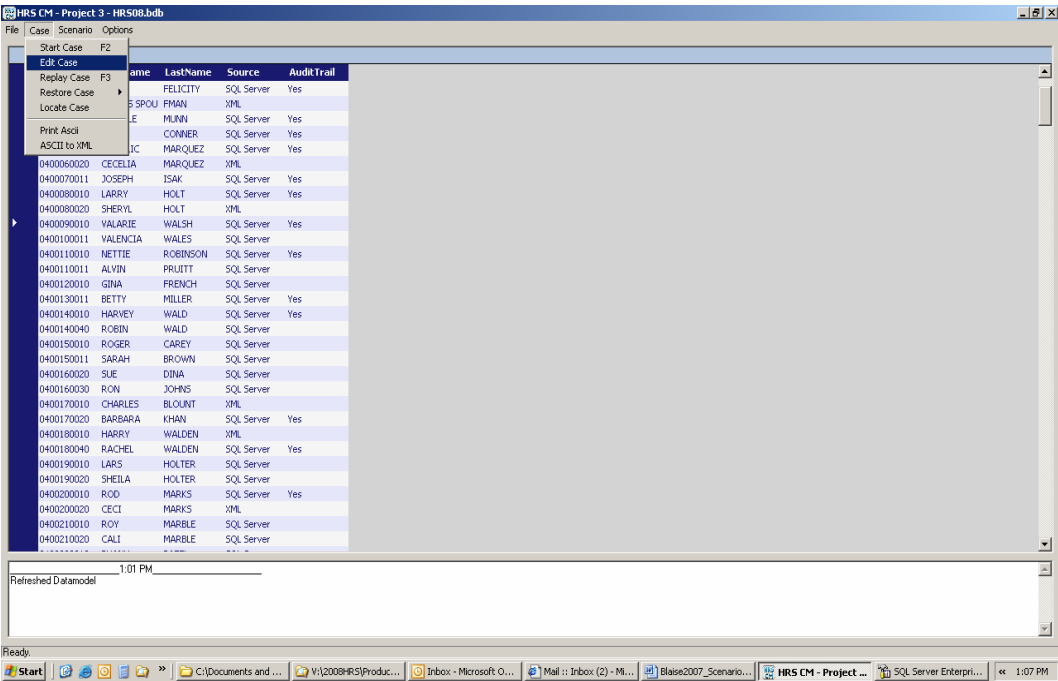 HRS CM - Project 3 - HRS08.bdb
File Case Scenario Options
Start Case F2
Edit Case
Replay Case F3
Restore Case
Locate Case
Print Ascii
ASCII to XML
ame LastName Source AuditTrail
FELICITY SQL Server Yes
S SPOU FMAN XML
LE MUNN SQL Server Yes
CONNER SQL Server Yes
IC MARQUEZ SQL Server Yes
0400060020 CECELIA MARQUEZ XML
0400070011 JOSEPH ISAK SQL Server Yes
0400080010 LARRY HOLT SQL Server Yes
0400080020 SHERYL HOLT XML
0400090010 VALARIE WALSH SQL Server Yes
0400100011 VALENCIA WALES SQL Server
0400110010 NETTIE ROBINSON SQL Server Yes
0400110011 ALVIN PRUITT SQL Server
0400120010 GINA FRENCH SQL Server
0400130011 BETTY MILLER SQL Server Yes
0400140010 HARVEY WALD SQL Server Yes
0400140040 ROBIN WALD SQL Server
0400150010 ROGER CAREY SQL Server
0400150011 SARAH BROWN SQL Server
0400160020 SUE DINA SQL Server
0400160030 RON JOHNS SQL Server
0400170010 CHARLES BLOUNT XML
0400170020 BARBARA KHAN SQL Server Yes
0400180010 HARRY WALDEN XML
0400180040 RACHEL WALDEN SQL Server Yes
0400190010 LARS HOLTER SQL Server
0400190020 SHEILA HOLTER SQL Server
0400200010 ROD MARKS SQL Server Yes
0400200020 CECI MARKS XML
0400210010 ROY MARBLE SQL Server
0400210020 CALI MARBLE SQL Server
1:01 PM
Refreshed Datamodel
Ready.
Start » C:\Documents and ... V:\2008HRS\Produc... Inbox - Microsoft O... Mail :: Inbox (2) - Mi... Blaise2007_Scenario... HRS CM - Project ... SQL Server Enterpri... « 1:07 PM